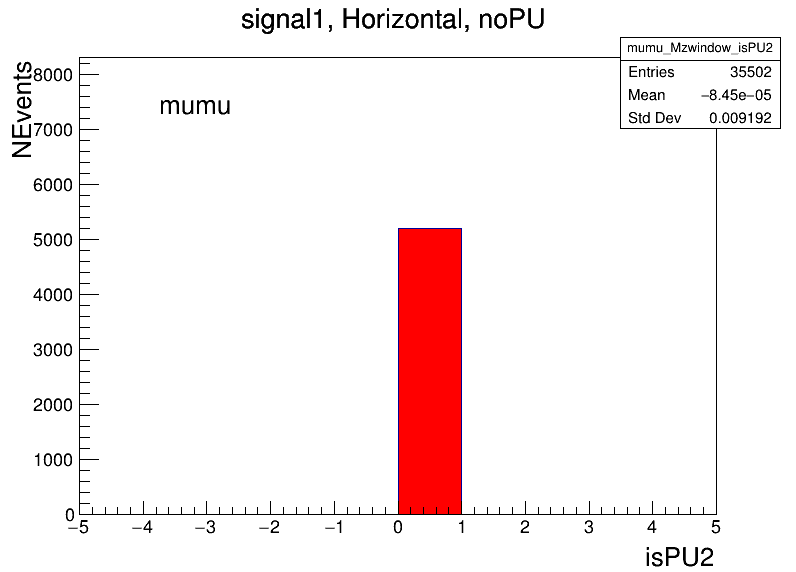 signal1, Horizontal, noPU
mumu_Mzwindow_isPU2
Entries 35502
Mean −8.45e−05
Std Dev 0.009192
NEvents
mumu
8000
7000
6000
5000
4000
3000
2000
1000
0
−5 −4 −3 −2 −1 0 1 2 3 4 5
isPU2